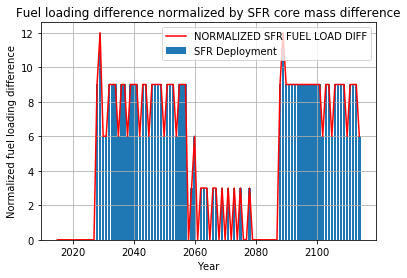 Fuel loading difference normalized by SFR core mass difference
NORMALIZED SFR FUEL LOAD DIFF
SFR Deployment
Normalized fuel loading difference
12
10
8
6
4
2
0
2020
2040
2060
2080
2100
Year